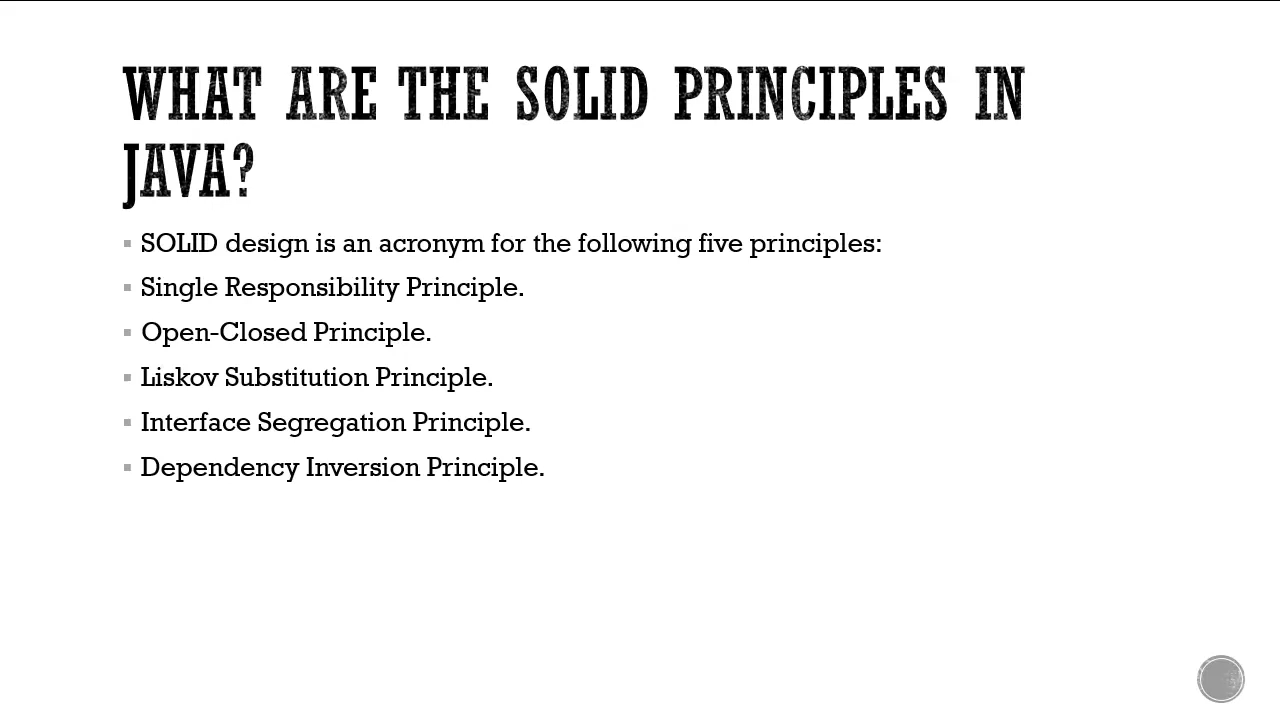 WHAT ARE THE SOLID PRINCIPLES IN
JAVA?
SOLID design is an acronym for the following five principles:
Single Responsibility Principle.
Open-Closed Principle.
Liskov Substitution Principle.
Interface Segregation Principle.
Dependency Inversion Principle.